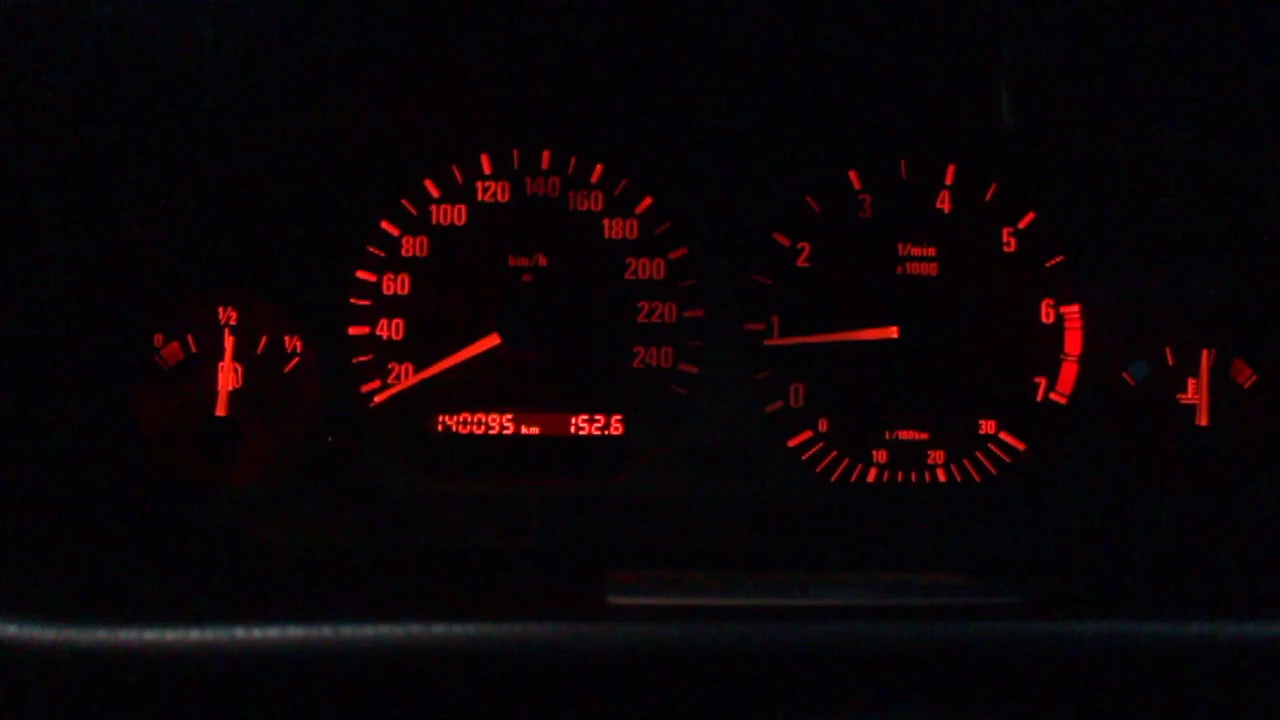 0 1/2 1/1
20 40 60 80 100 120 140 160 180 200 220 240
km/h
140095 km 152.6
0 1 2 3 4 5 6 7
1/min
x1000
0 10 20 30
l/100km